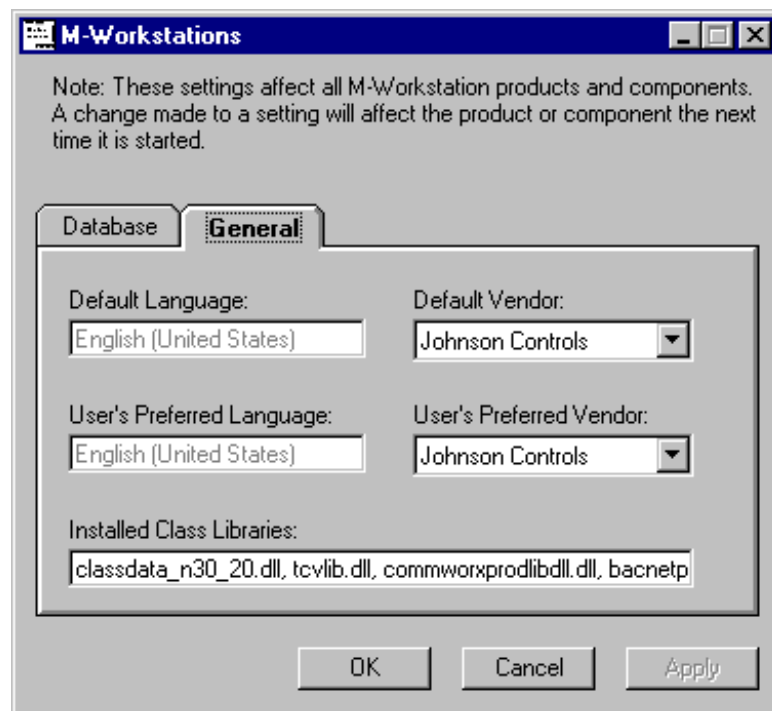 M-Workstations
Note: These settings affect all M-Workstation products and components.
A change made to a setting will affect the product or component the next
time it is started.
Database General
Default Language: Default Vendor:
English (United States) Johnson Controls
User's Preferred Language: User's Preferred Vendor:
English (United States) Johnson Controls
Installed Class Libraries:
classdata_n30_20.dll, tcvlib.dll, commworxprodlibdll.dll, bacnetp
OK Cancel Apply